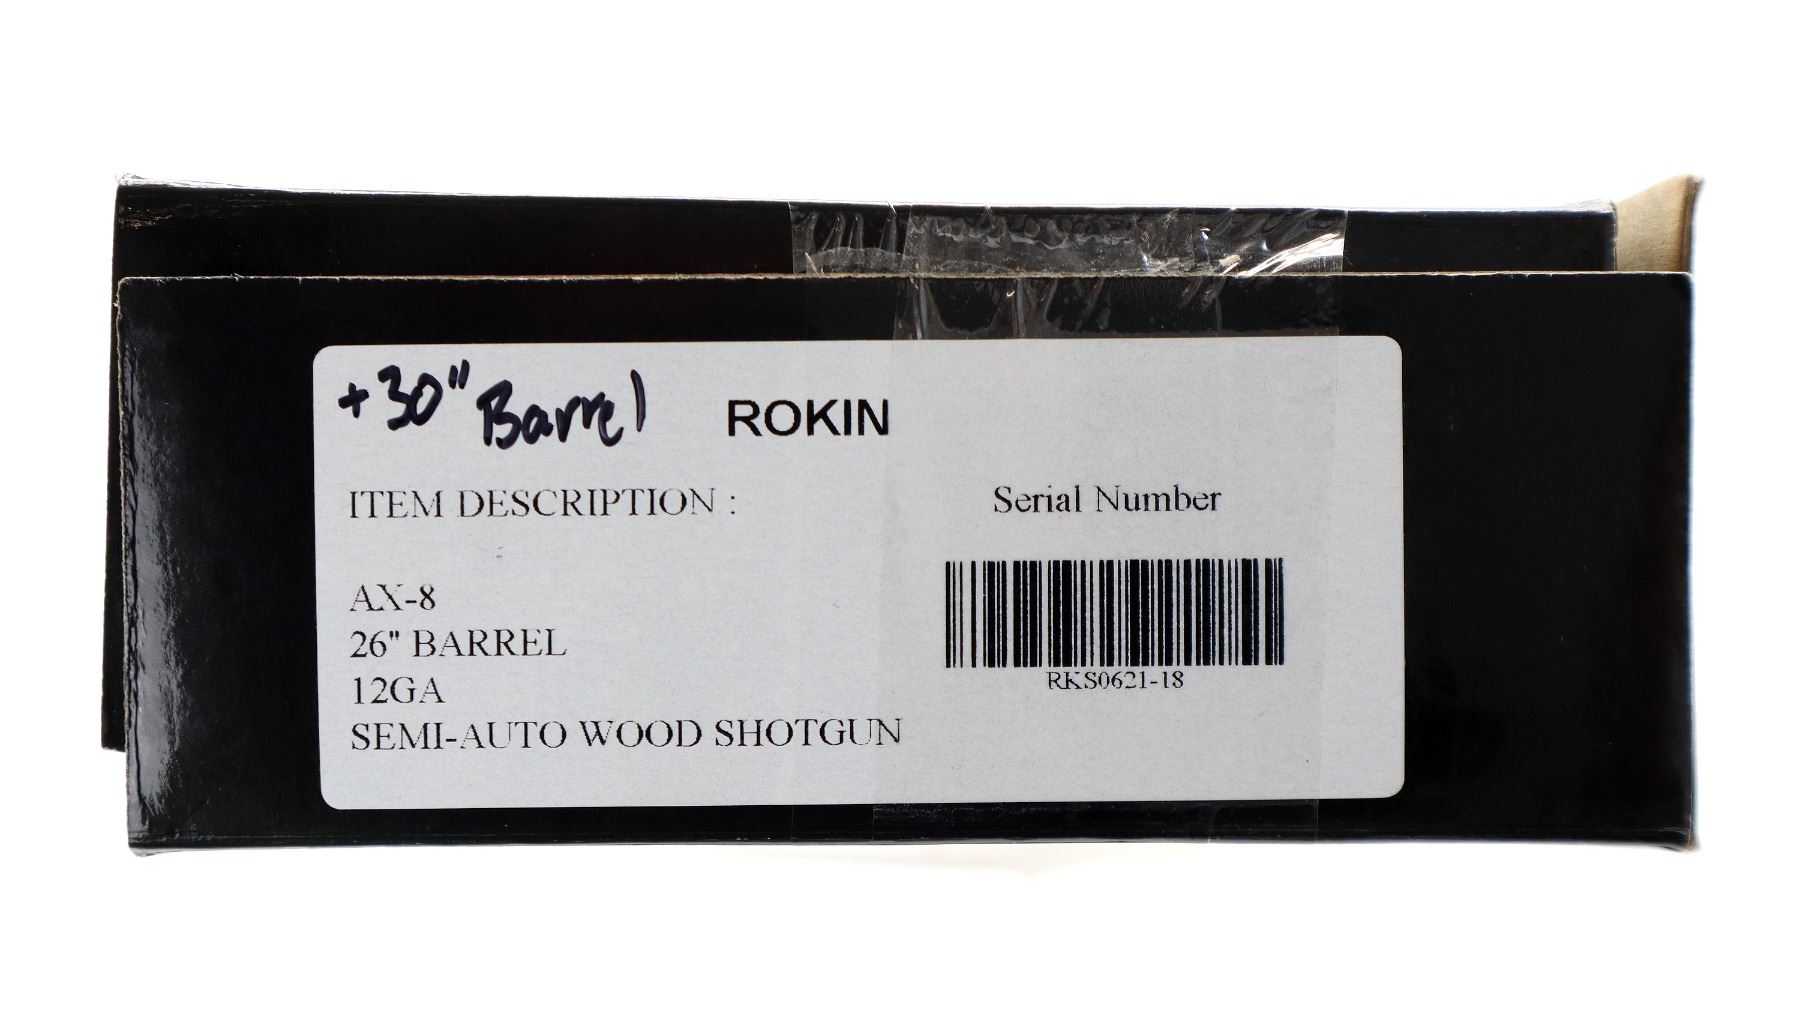 +30" Barrel ROKIN
ITEM DESCRIPTION :
Serial Number
AX-8
26" BARREL
12GA
SEMI-AUTO WOOD SHOTGUN
RKS0621-18